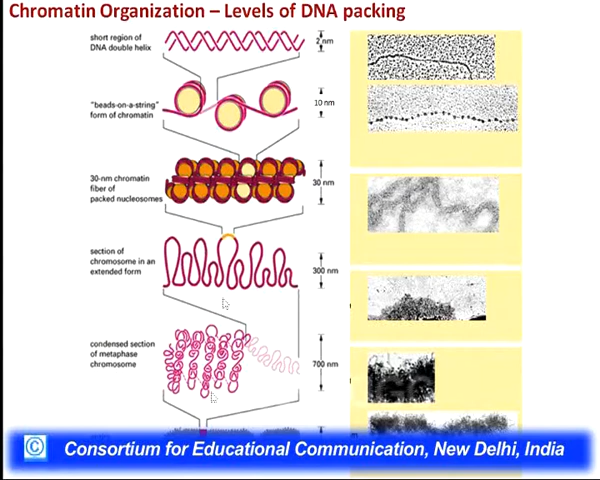 Chromatin Organization – Levels of DNA packing
short region of
DNA double helix
2 nm
"beads-on-a-string"
form of chromatin
10 nm
30-nm chromatin
fiber of
packed nucleosomes
30 nm
section of
chromosome in an
extended form
300 nm
condensed section
of metaphase
chromosome
700 nm
© Consortium for Educational Communication, New Delhi, India